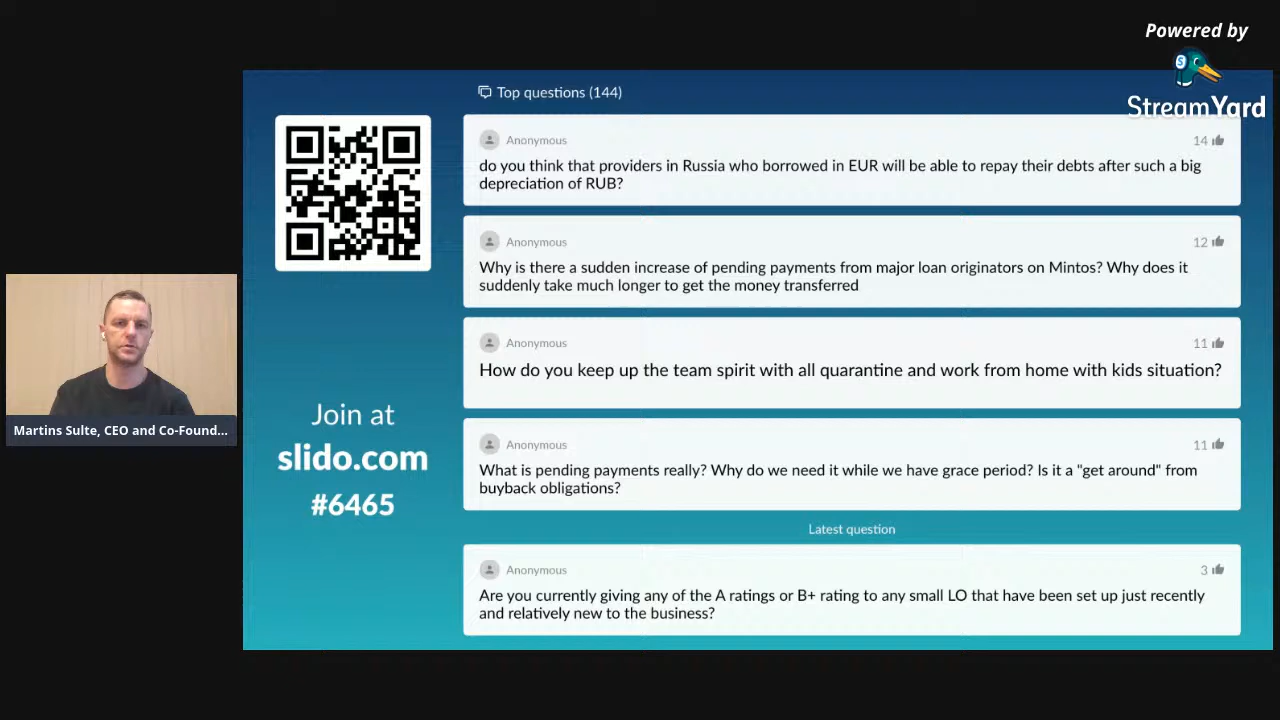 Powered by
StreamYard
Top questions (144)
Anonymous
14
do you think that providers in Russia who borrowed in EUR will be able to repay their debts after such a big
depreciation of RUB?
Anonymous
12
Why is there a sudden increase of pending payments from major loan originators on Mintos? Why does it
suddenly take much longer to get the money transferred
Anonymous
11
How do you keep up the team spirit with all quarantine and work from home with kids situation?
Anonymous
11
What is pending payments really? Why do we need it while we have grace period? Is it a "get around" from
buyback obligations?
Latest question
Anonymous
3
Are you currently giving any of the A ratings or B+ rating to any small LO that have been set up just recently
and relatively new to the business?
Join at
slido.com
#6465
Martins Sulte, CEO and Co-Found...